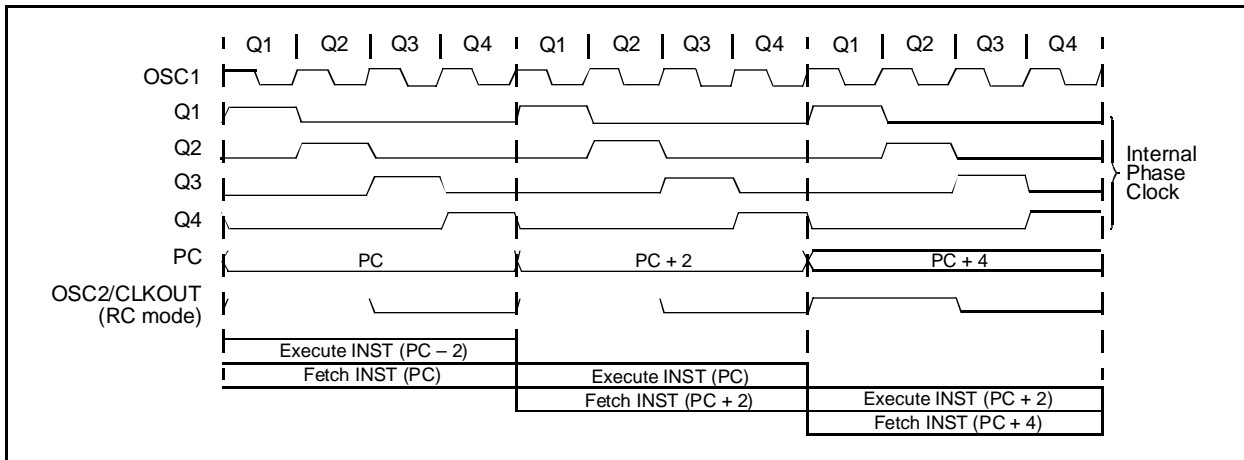 Q1 Q2 Q3 Q4 Q1 Q2 Q3 Q4 Q1 Q2 Q3 Q4
OSC1
Q1
Q2
Q3
Q4
Internal
Phase
Clock
PC PC PC + 2 PC + 4
OSC2/CLKOUT
(RC mode)
Execute INST (PC – 2)
Fetch INST (PC) Execute INST (PC)
Fetch INST (PC + 2) Execute INST (PC + 2)
Fetch INST (PC + 4)